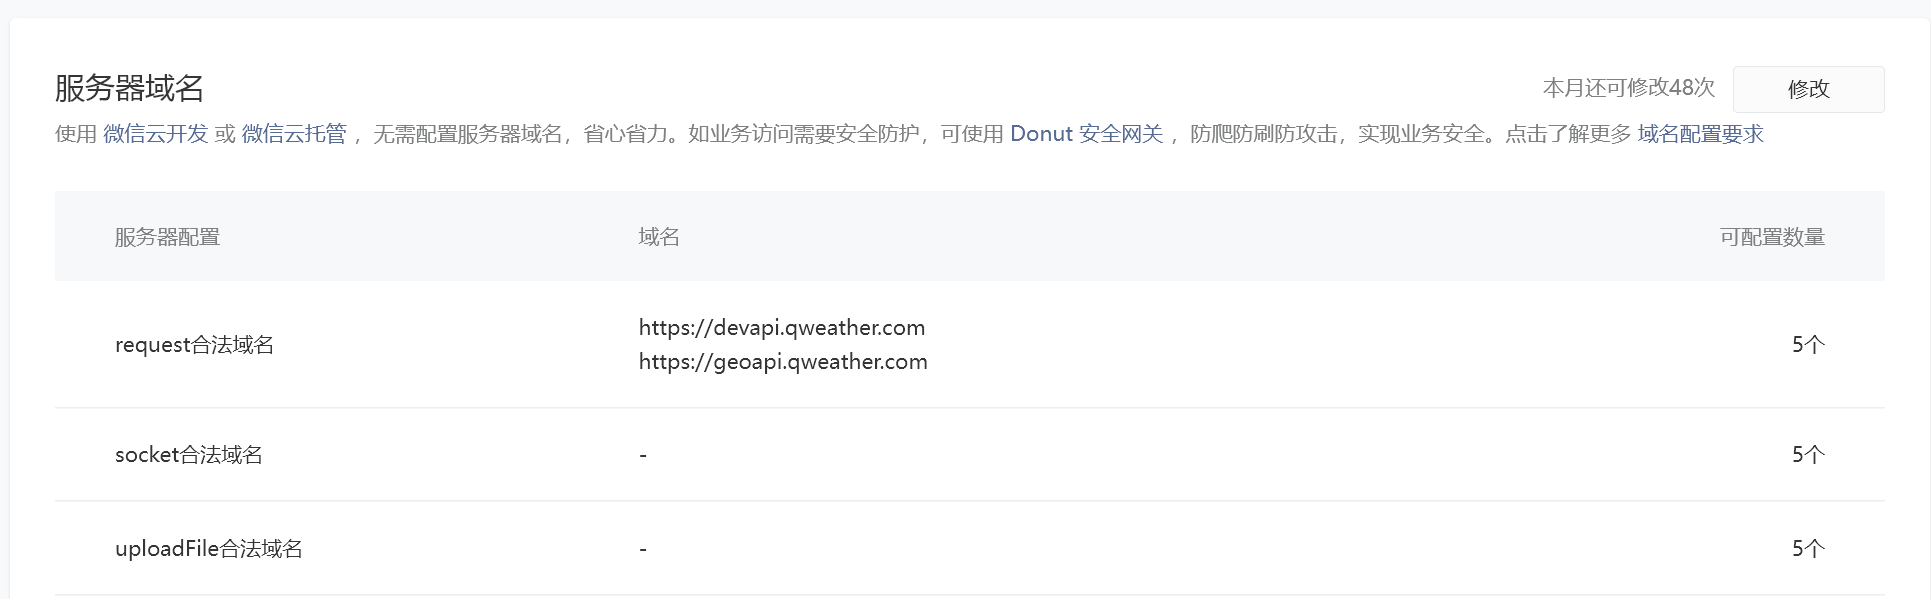 服务器域名
本月还可修改48次
修改
使用 微信云开发 或 微信云托管 ，无需配置服务器域名，省心省力。如业务访问需要安全防护，可使用 Donut 安全网关 ，防爬防刷防攻击，实现业务安全。点击了解更多 域名配置要求
服务器配置 域名 可配置数量
request合法域名 https://devapi.qweather.com 5个
https://geoapi.qweather.com
socket合法域名 - 5个
uploadFile合法域名 - 5个